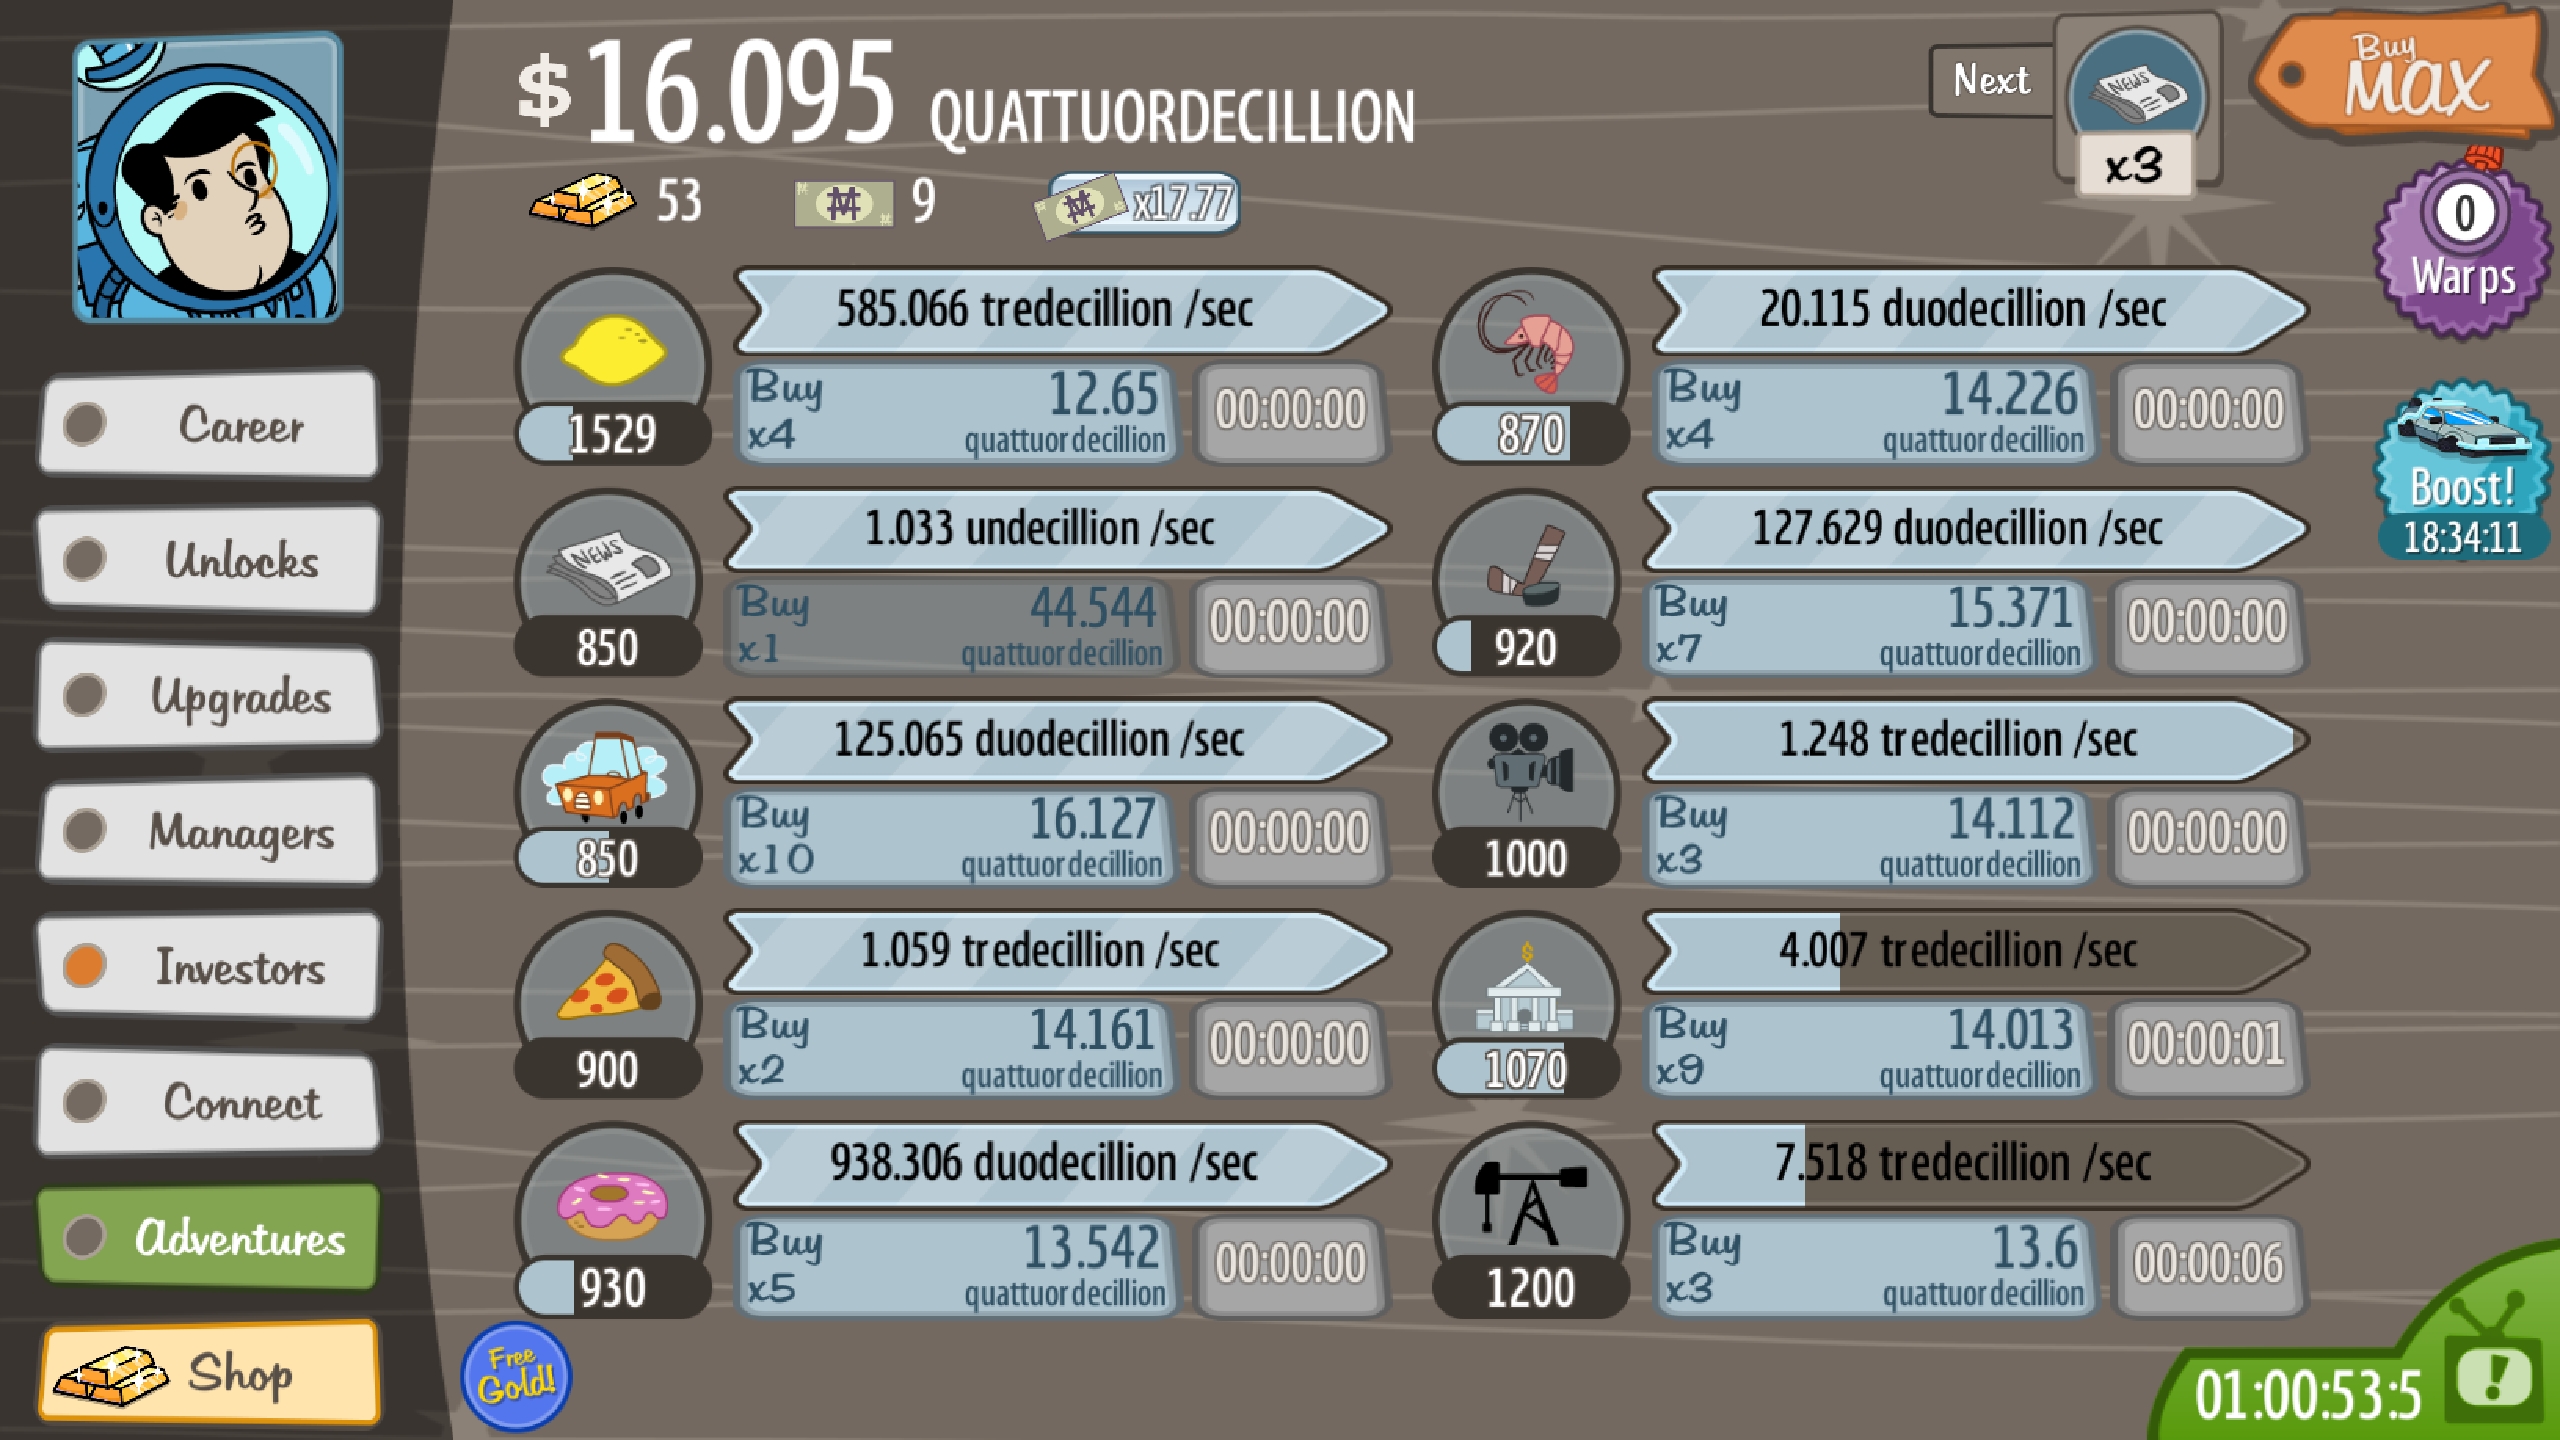 $16.095 QUATTUORDECILLION
Next
x3
Buy
MAX
53
9
x17.77
0
Warps
Boost!
18:34:11
Career
Unlocks
Upgrades
Managers
Investors
Connect
Adventures
Shop
585.066 tredecillion /sec
1529
Buy
x4
12.65
quattuordecillion
00:00:00
NEWS
1.033 undecillion /sec
850
Buy
x1
44.544
quattuordecillion
00:00:00
125.065 duodecillion /sec
850
Buy
x10
16.127
quattuordecillion
00:00:00
1.059 tredecillion /sec
900
Buy
x2
14.161
quattuordecillion
00:00:00
938.306 duodecillion /sec
930
Buy
x5
13.542
quattuordecillion
00:00:00
20.115 duodecillion /sec
870
Buy
x4
14.226
quattuordecillion
00:00:00
127.629 duodecillion /sec
920
Buy
x7
15.371
quattuordecillion
00:00:00
1.248 tredecillion /sec
1000
Buy
x3
14.112
quattuordecillion
00:00:00
4.007 tredecillion /sec
1070
Buy
x9
14.013
quattuordecillion
00:00:01
7.518 tredecillion /sec
1200
Buy
x3
13.6
quattuordecillion
00:00:06
Free
Gold!
01:00:53:5
NEWS